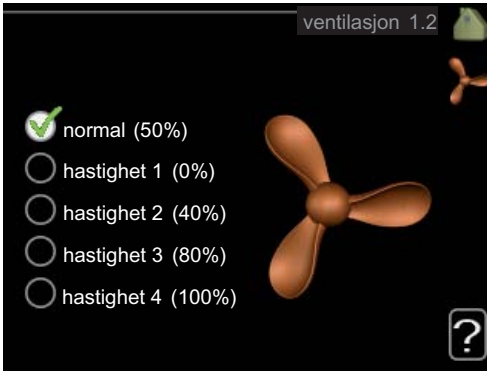 ventilasjon 1.2
normal (50%)
hastighet 1 (0%)
hastighet 2 (40%)
hastighet 3 (80%)
hastighet 4 (100%)
?